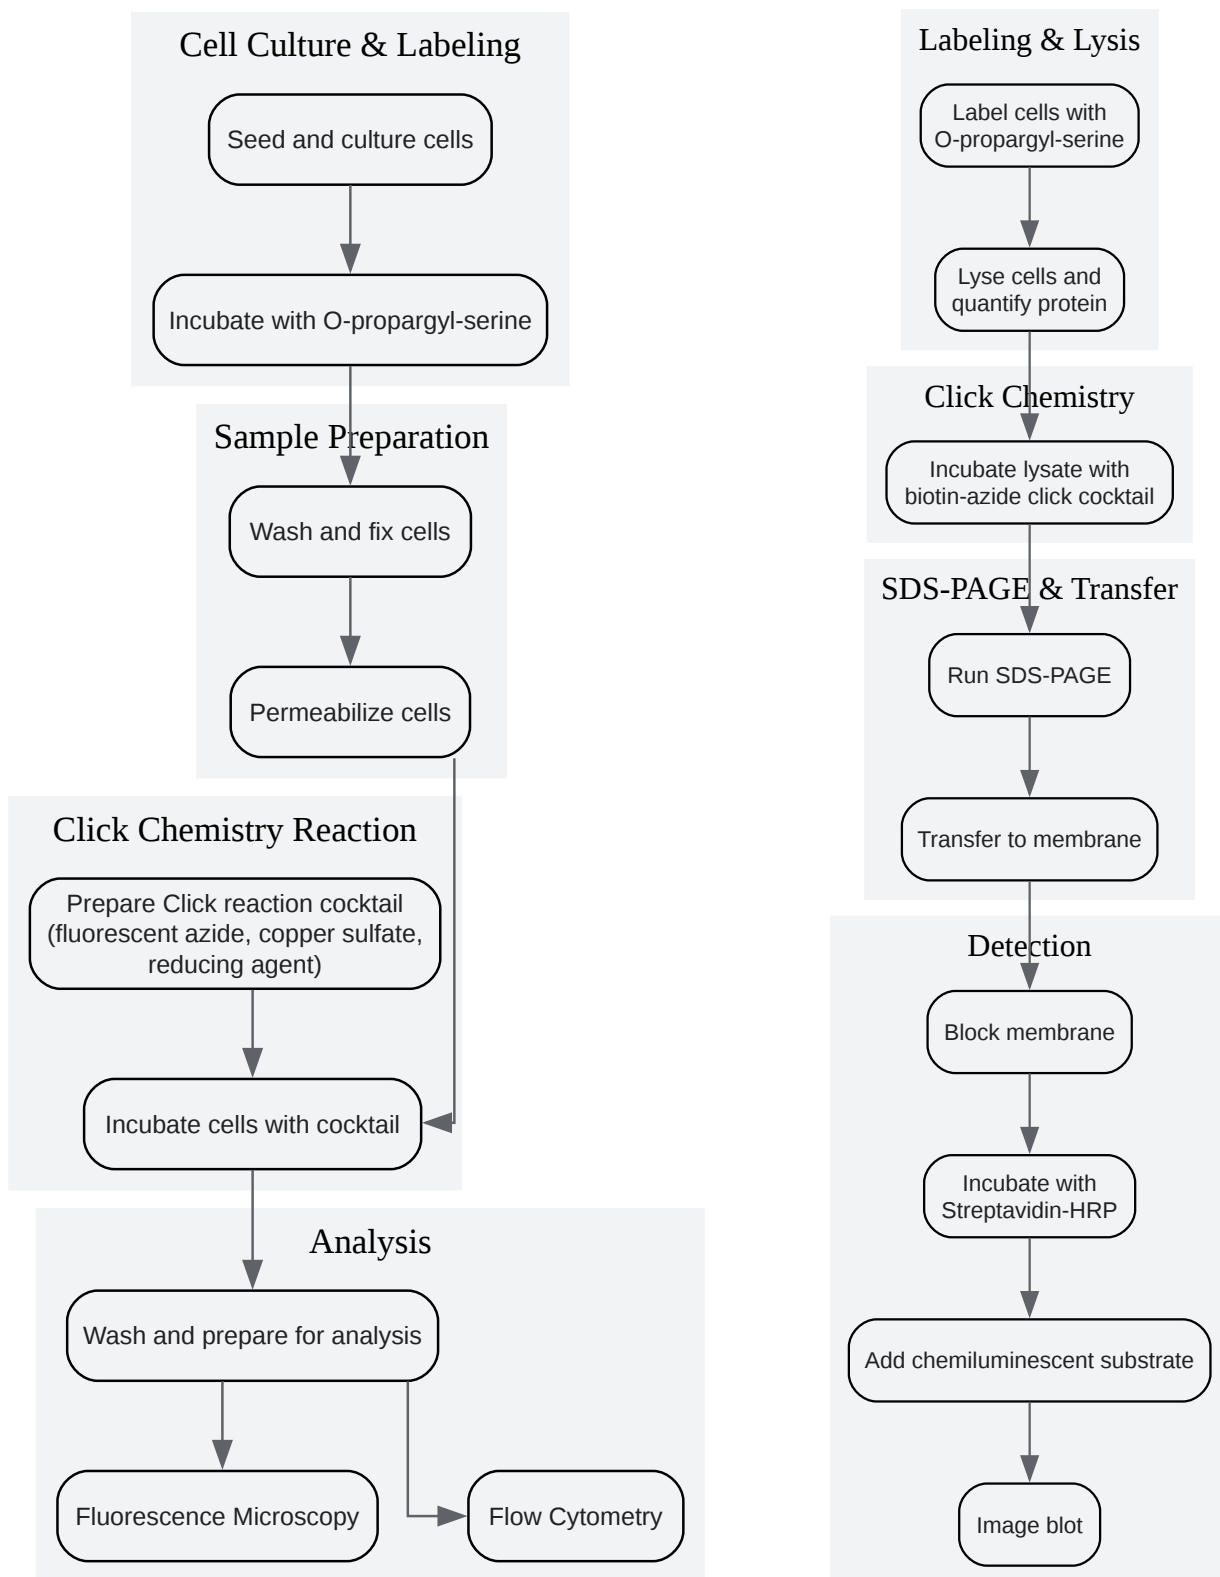 Cell Culture & Labeling
Seed and culture cells
Incubate with O-propargyl-serine
Sample Preparation
Wash and fix cells
Permeabilize cells
Click Chemistry Reaction
Prepare Click reaction cocktail
(fluorescent azide, copper sulfate,
reducing agent)
Incubate cells with cocktail
Analysis
Wash and prepare for analysis
Fluorescence Microscopy
Flow Cytometry
Labeling & Lysis
Label cells with
O-propargyl-serine
Lyse cells and
quantify protein
Click Chemistry
Incubate lysate with
biotin-azide click cocktail
SDS-PAGE & Transfer
Run SDS-PAGE
Transfer to membrane
Detection
Block membrane
Incubate with
Streptavidin-HRP
Add chemiluminescent substrate
Image blot